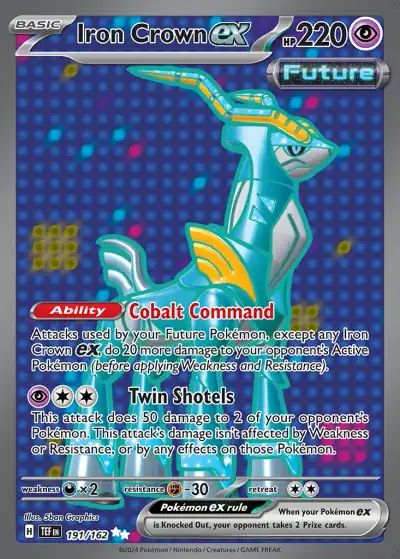 BASIC Iron Crown ex HP 220
Future
Ability Cobalt Command
Attacks used by your Future Pokémon, except any Iron
Crown ex, do 20 more damage to your opponent's Active
Pokémon (before applying Weakness and Resistance).
Twin Shotels
This attack does 50 damage to 2 of your opponent's
Pokémon. This attack's damage isn't affected by Weakness
or Resistance, or by any effects on those Pokémon.
weakness ×2 resistance -30 retreat
Illus. 5ban Graphics
H TEF EN 191/162
Pokémon ex rule
When your Pokémon ex
is Knocked Out, your opponent takes 2 Prize cards.
©2024 Pokémon / Nintendo / Creatures / GAME FREAK